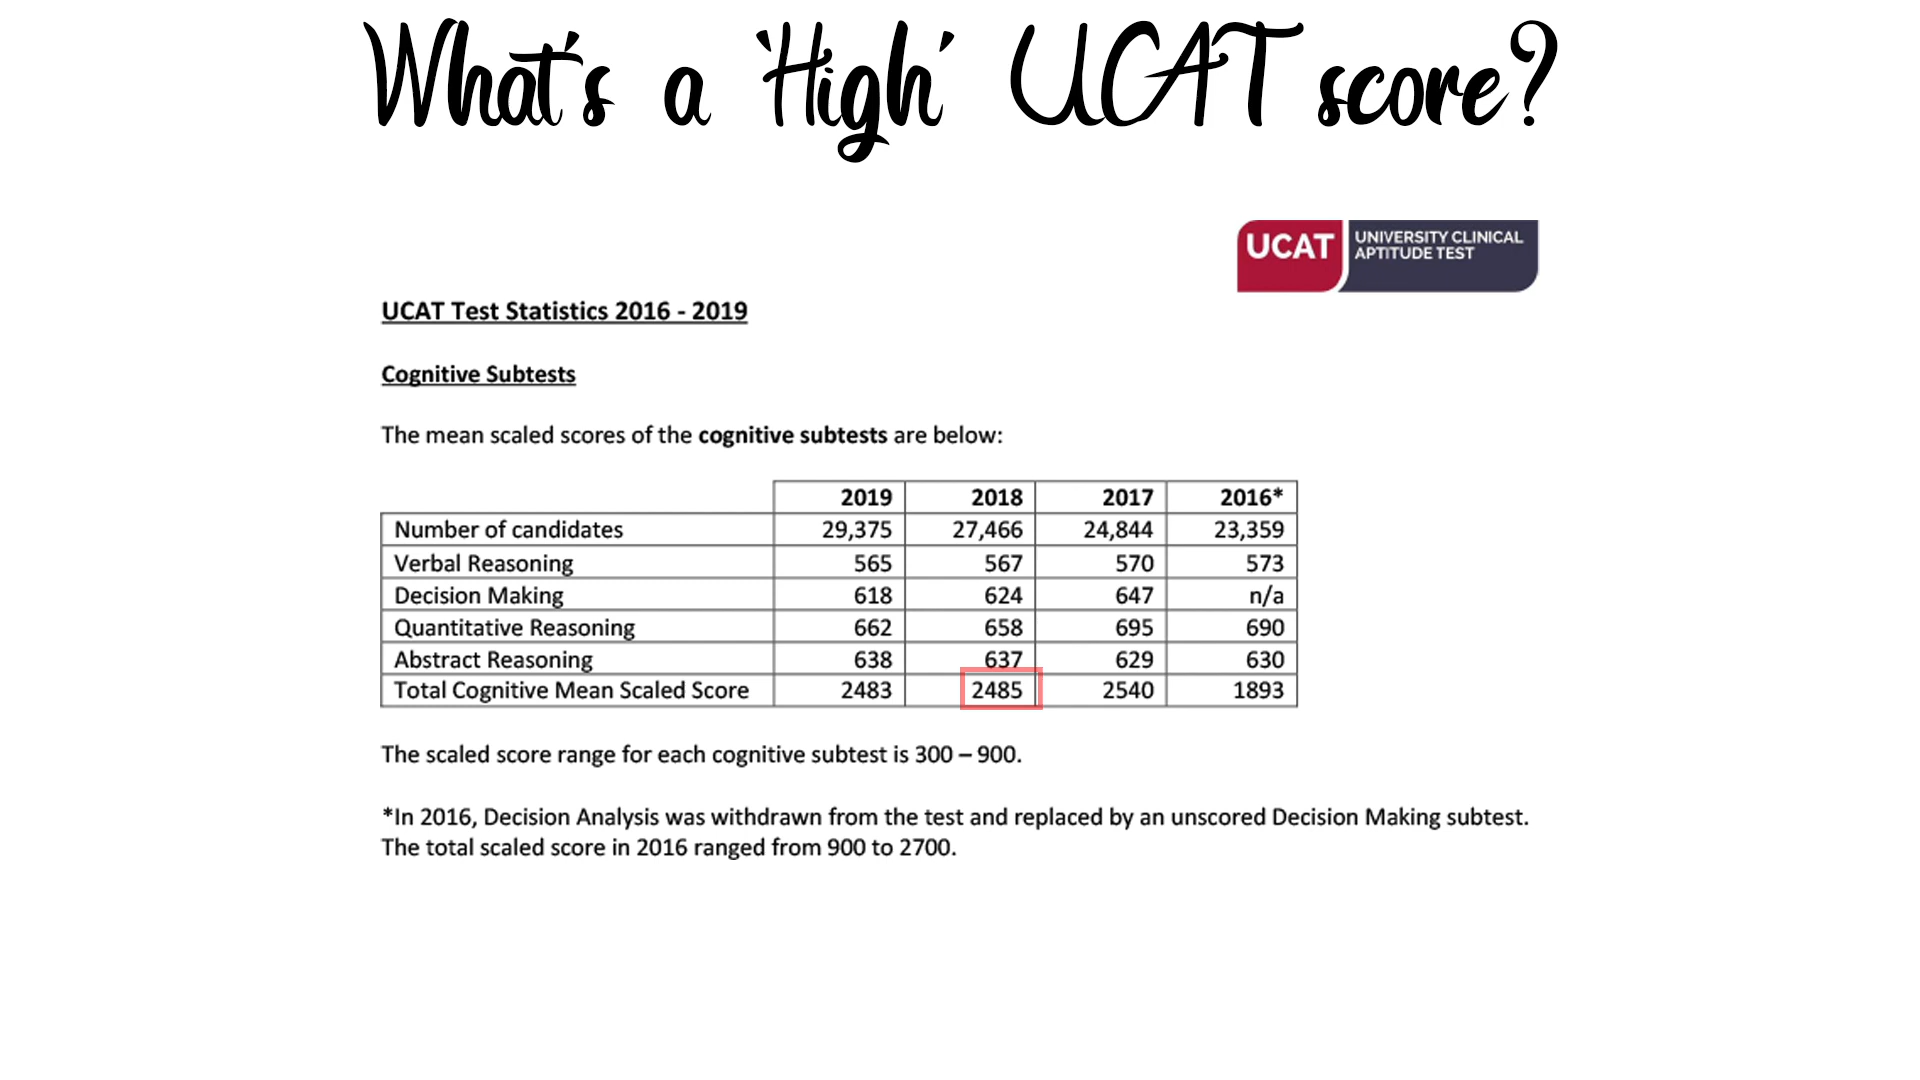 What's a 'High' UCAT score?
UCAT UNIVERSITY CLINICAL
APTITUDE TEST
UCAT Test Statistics 2016 - 2019
Cognitive Subtests
The mean scaled scores of the cognitive subtests are below:
2019 2018 2017 2016*
Number of candidates 29,375 27,466 24,844 23,359
Verbal Reasoning 565 567 570 573
Decision Making 618 624 647 n/a
Quantitative Reasoning 662 658 695 690
Abstract Reasoning 638 637 629 630
Total Cognitive Mean Scaled Score 2483 2485 2540 1893
The scaled score range for each cognitive subtest is 300 – 900.
*In 2016, Decision Analysis was withdrawn from the test and replaced by an unscored Decision Making subtest.
The total scaled score in 2016 ranged from 900 to 2700.